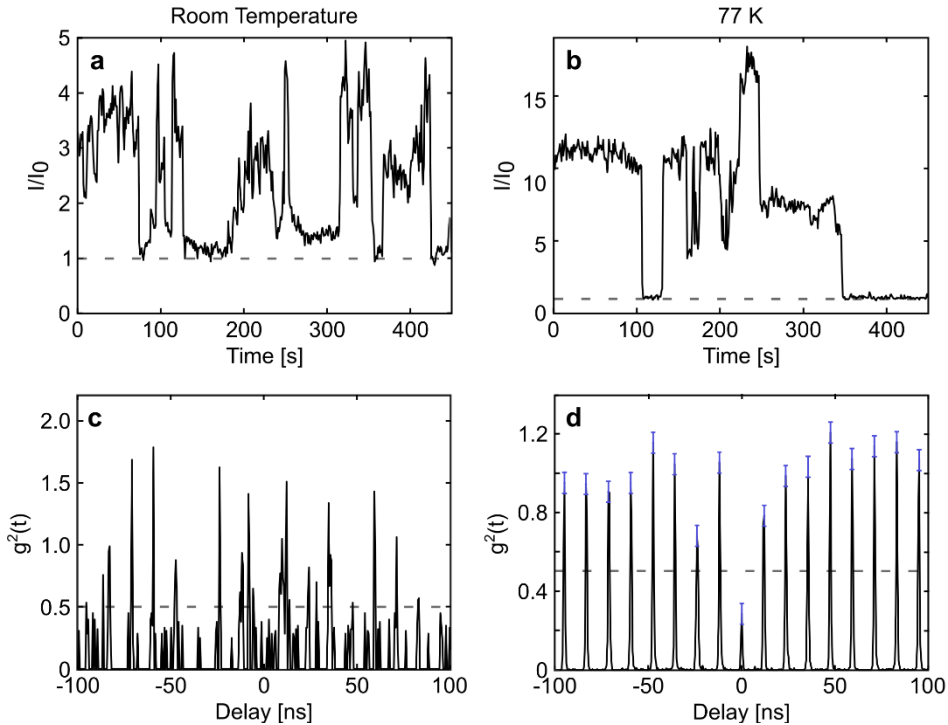 Room Temperature
77 K
a
5
4
3
2
1
0
I/I0
0 100 200 300 400
Time [s]
b
15
10
5
0
I/I0
0 100 200 300 400
Time [s]
c
2.0
1.5
1.0
0.5
0
g2(t)
-100 -50 0 50 100
Delay [ns]
d
1.2
0.8
0.4
0
g2(t)
-100 -50 0 50 100
Delay [ns]